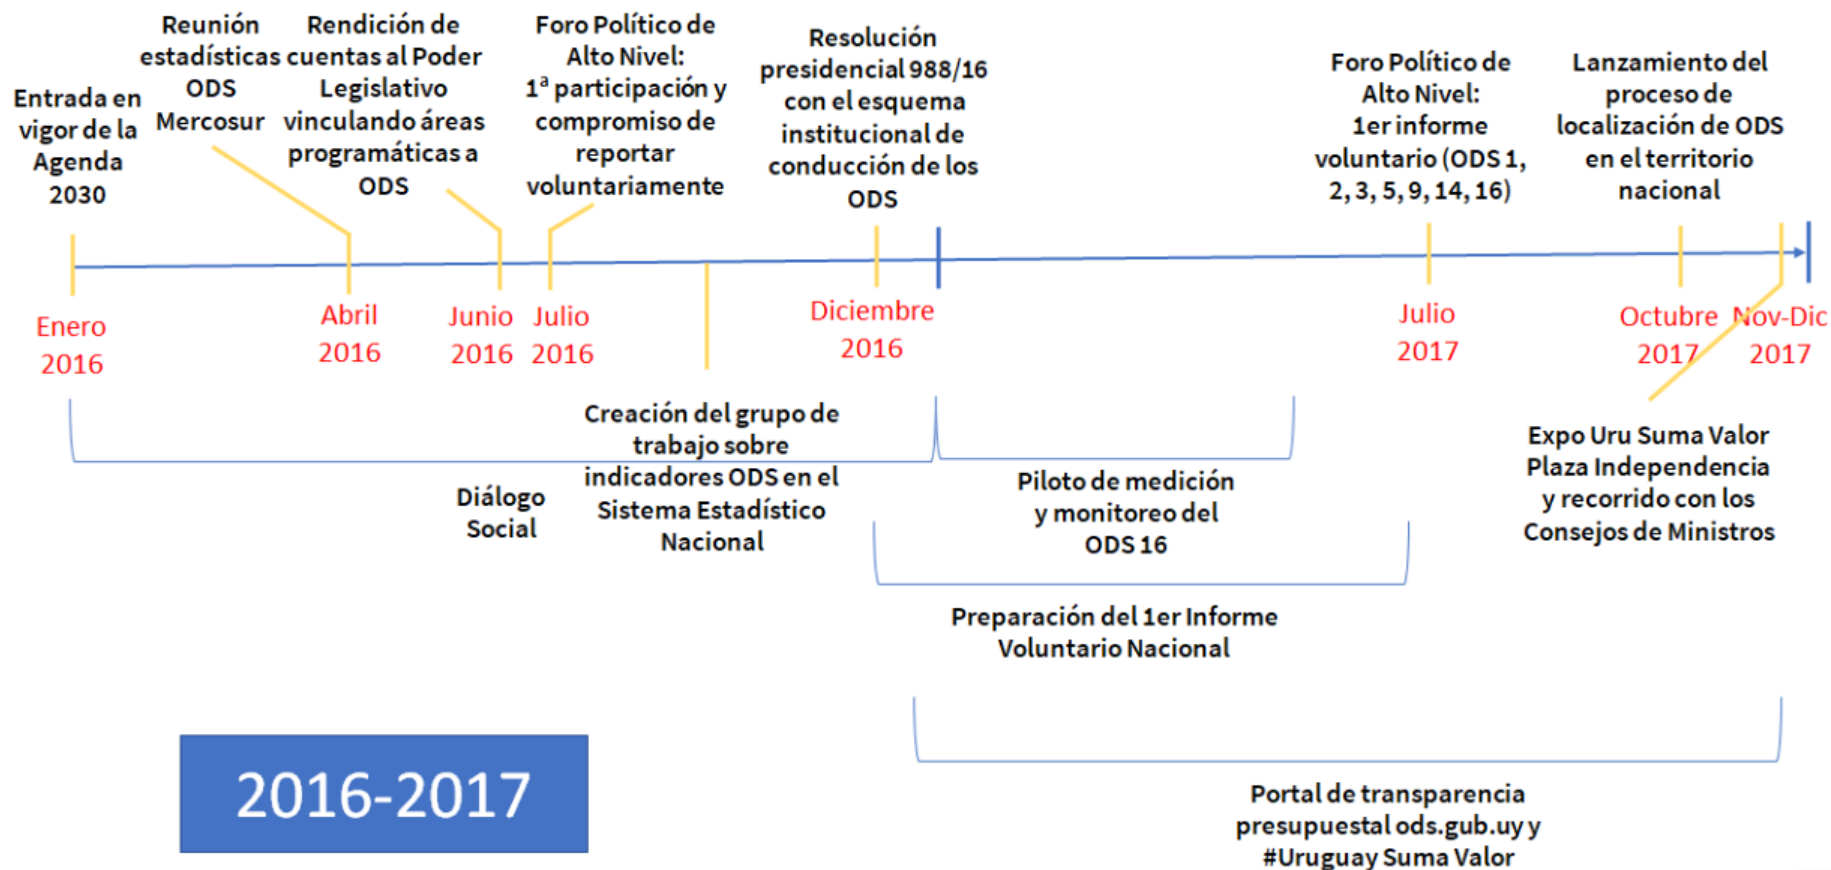 Entrada en
vigor de la
Agenda
2030
Reunión
estadísticas
ODS
Mercosur
Rendición de
cuentas al Poder
Legislativo
vinculando áreas
programáticas a
ODS
Foro Político de
Alto Nivel:
1ª participación y
compromiso de
reportar
voluntariamente
Resolución
presidencial 988/16
con el esquema
institucional de
conducción de los
ODS
Foro Político de
Alto Nivel:
1er informe
voluntario (ODS 1,
2, 3, 5, 9, 14, 16)
Lanzamiento del
proceso de
localización de ODS
en el territorio
nacional
Enero
2016
Abril
2016
Junio
2016
Julio
2016
Diciembre
2016
Julio
2017
Octubre
2017
Nov-Dic
2017
Diálogo
Social
Creación del grupo de
trabajo sobre
indicadores ODS en el
Sistema Estadístico
Nacional
Piloto de medición
y monitoreo del
ODS 16
Expo Uru Suma Valor
Plaza Independencia
y recorrido con los
Consejos de Ministros
Preparación del 1er Informe
Voluntario Nacional
2016-2017
Portal de transparencia
presupuestal ods.gub.uy y
#Uruguay Suma Valor